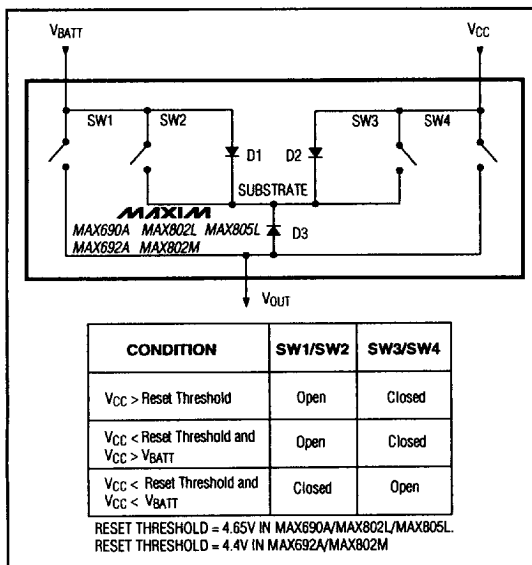 VBATT VCC
SW1 SW2 SW3 SW4
D1 D2
SUBSTRATE
MAXIM
MAX690A MAX802L MAX805L D3
MAX692A MAX802M
VOUT
CONDITION SW1/SW2 SW3/SW4
VCC > Reset Threshold Open Closed
VCC < Reset Threshold and
VCC > VBATT Open Closed
VCC < Reset Threshold and
VCC < VBATT Closed Open
RESET THRESHOLD = 4.65V IN MAX690A/MAX802L/MAX805L.
RESET THRESHOLD = 4.4V IN MAX692A/MAX802M